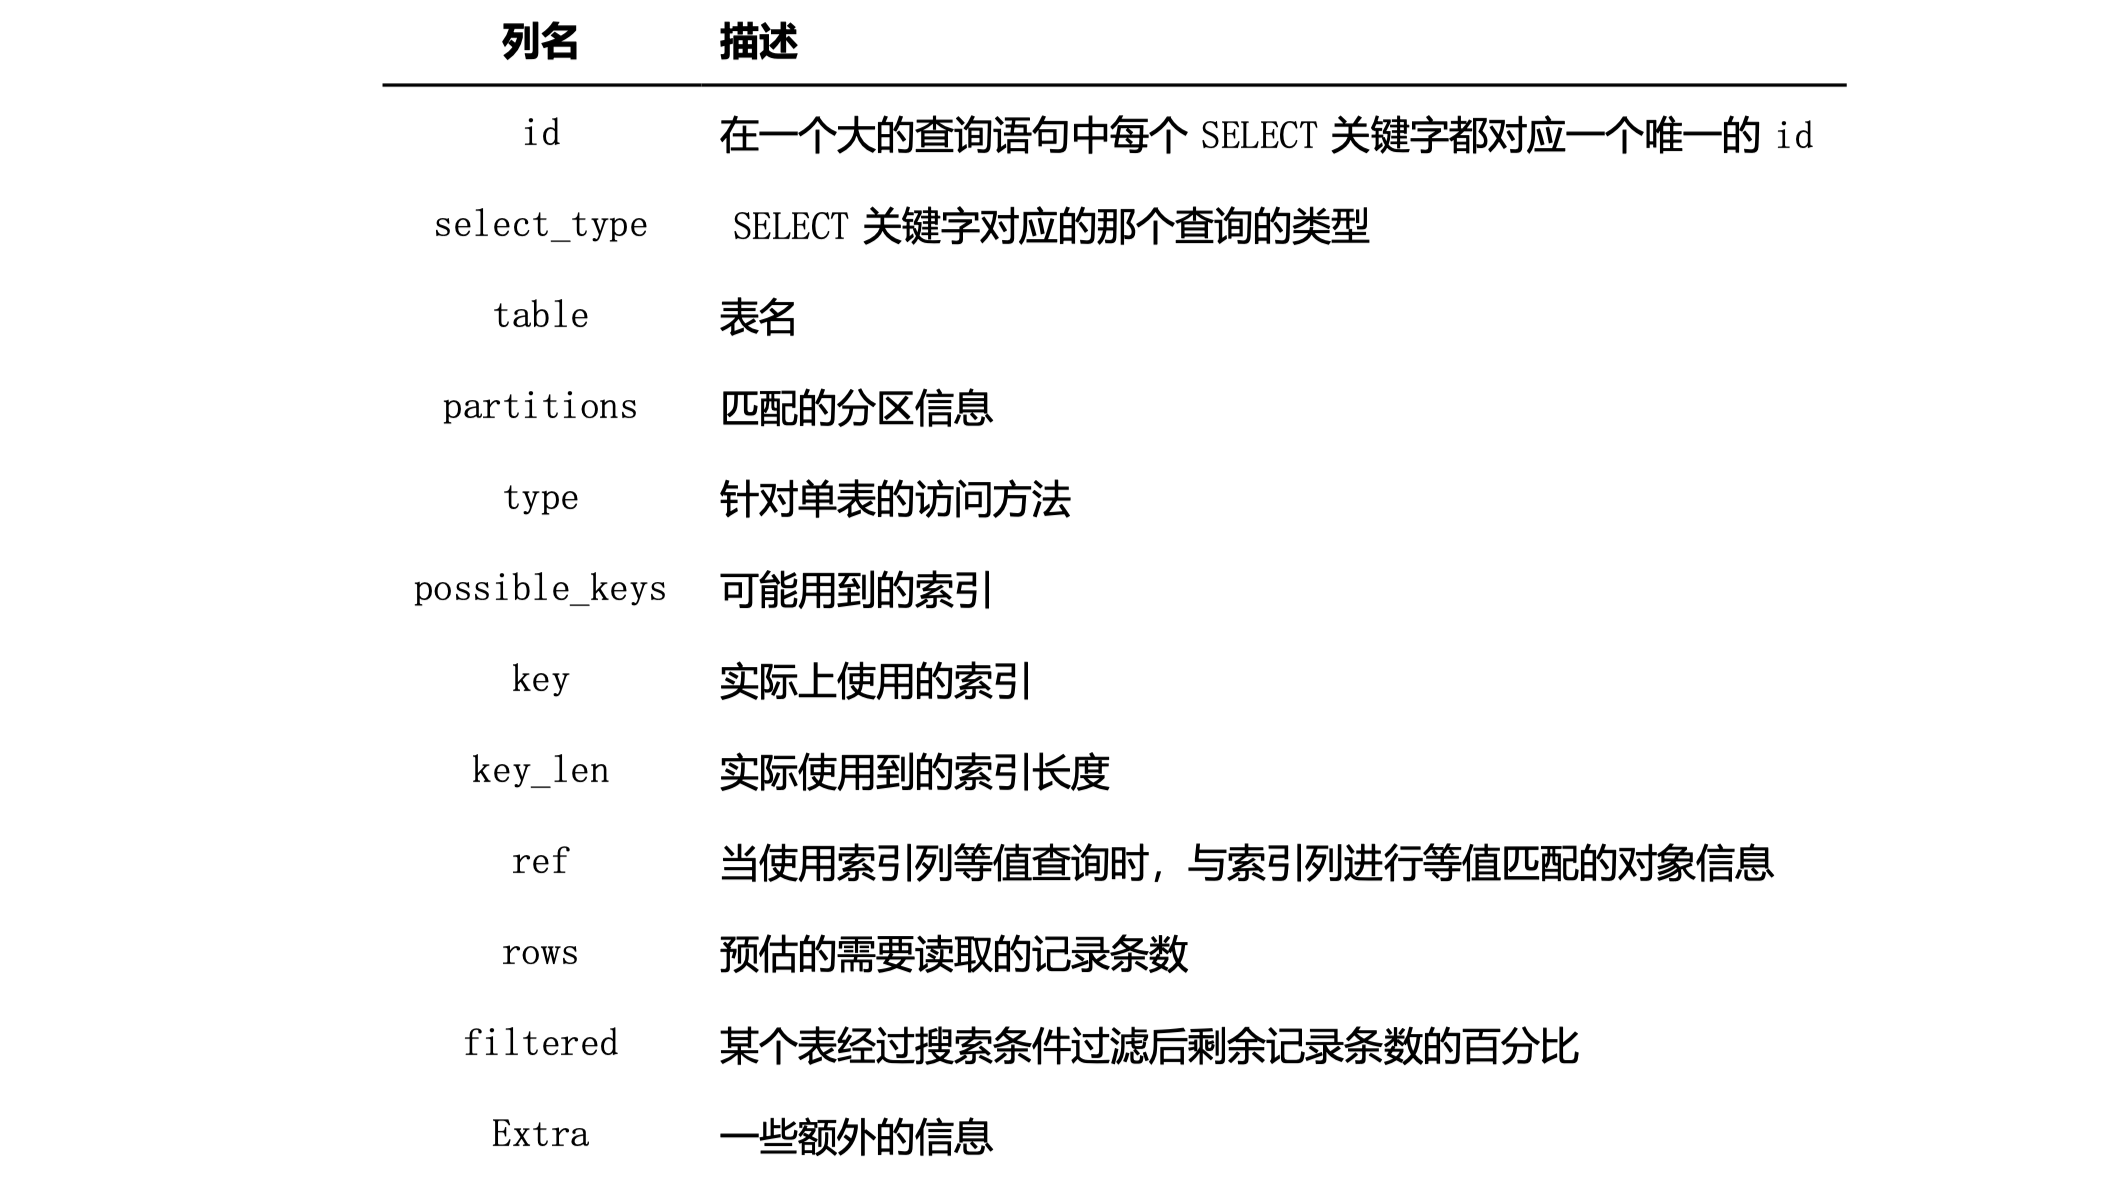 列名 描述
id 在一个大的查询语句中每个 SELECT 关键字都对应一个唯一的 id
select_type SELECT 关键字对应的那个查询的类型
table 表名
partitions 匹配的分区信息
type 针对单表的访问方法
possible_keys 可能用到的索引
key 实际上使用的索引
key_len 实际使用到的索引长度
ref 当使用索引列等值查询时，与索引列进行等值匹配的对象信息
rows 预估的需要读取的记录条数
filtered 某个表经过搜索条件过滤后剩余记录条数的百分比
Extra 一些额外的信息